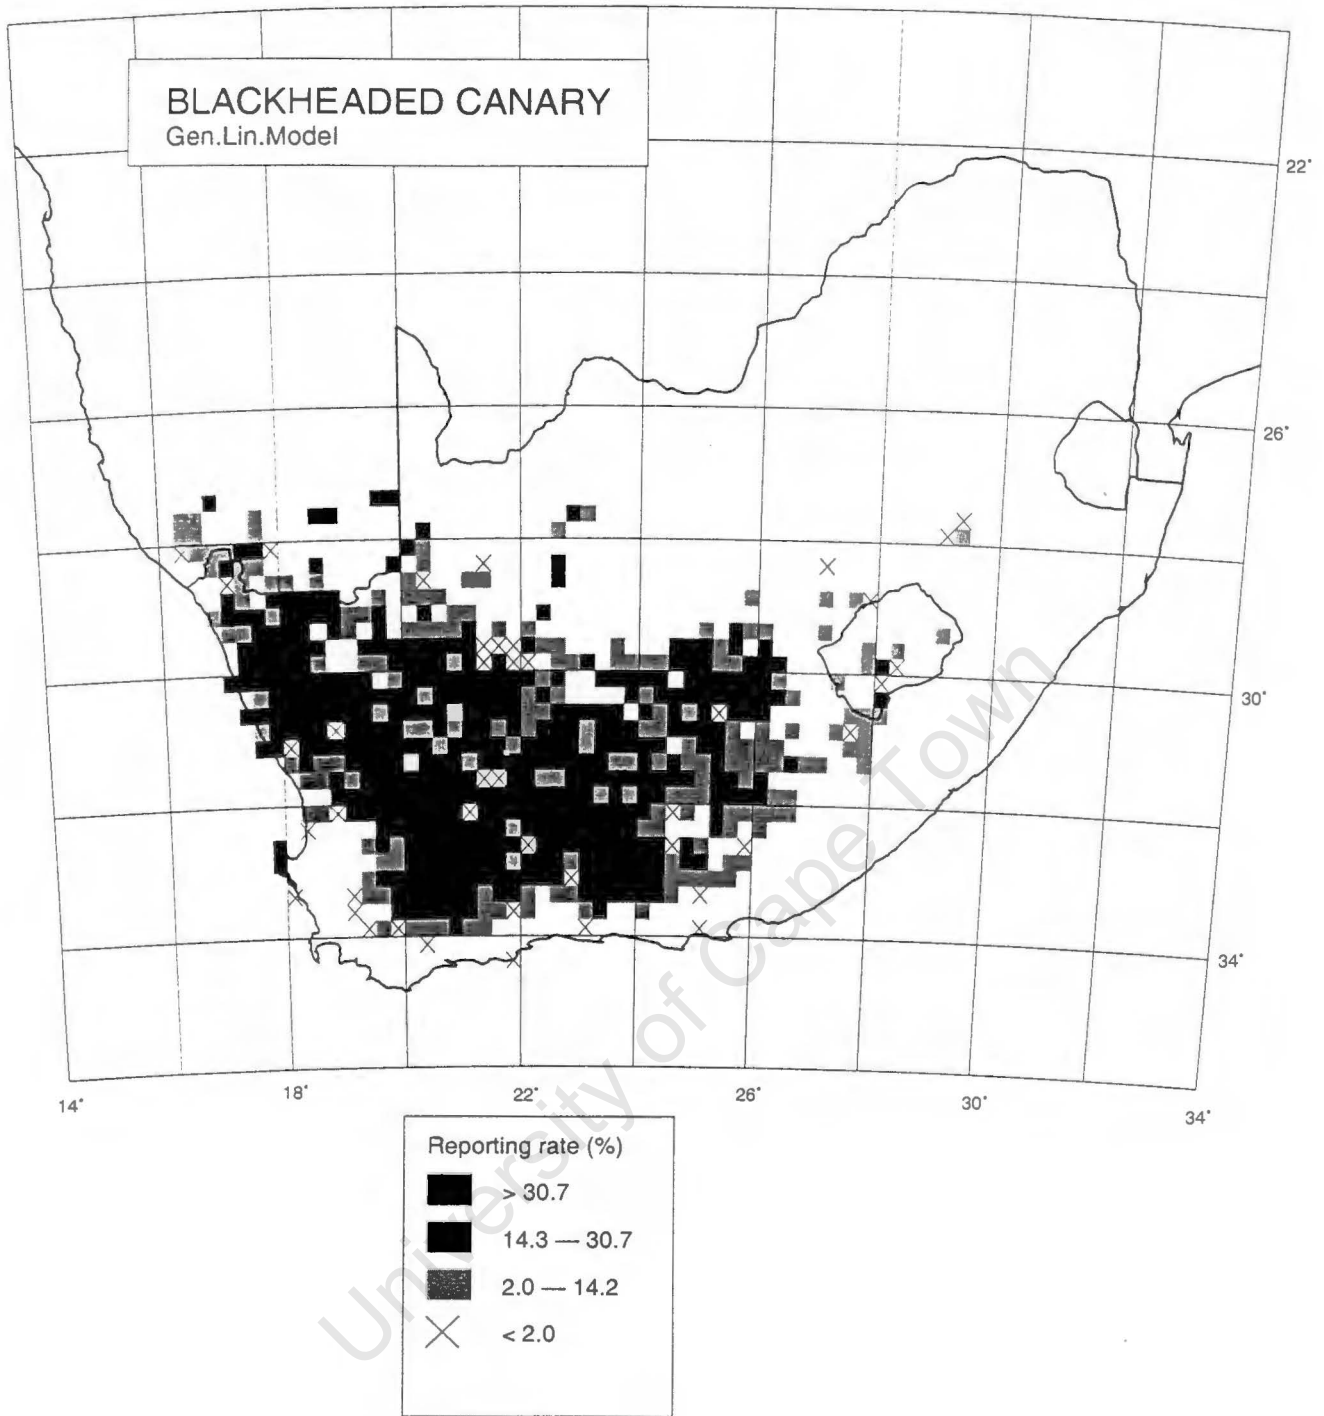 BLACKHEADED CANARY
Gen.Lin.Model
22°
26°
30°
34°
14°
18°
22°
26°
30°
34°
Reporting rate (%)
> 30.7
14.3 — 30.7
2.0 — 14.2
< 2.0
University of Cape Town